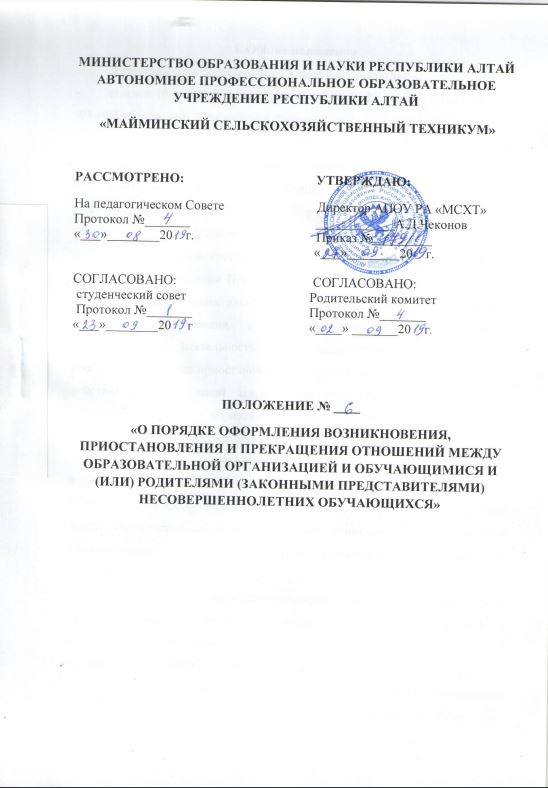 МИНИСТЕРСТВО ОБРАЗОВАНИЯ И НАУКИ РЕСПУБЛИКИ АЛТАЙ
АВТОНОМНОЕ ПРОФЕССИОНАЛЬНОЕ ОБРАЗОВАТЕЛЬНОЕ
УЧРЕЖДЕНИЕ РЕСПУБЛИКИ АЛТАЙ
«МАЙМИНСКИЙ СЕЛЬСКОХОЗЯЙСТВЕННЫЙ ТЕХНИКУМ»
РАССМОТРЕНО:
На педагогическом Совете
Протокол № 4
«30» 08 2019г.
УТВЕРЖДАЮ:
Директор АПОУ РА «МСХТ»
А.Д.Чеконов
Приказ №
09 2019г.
СОГЛАСОВАНО:
студенческий совет
Протокол № 1
«23» 09 2019г
СОГЛАСОВАНО:
Родительский комитет
Протокол № 4
«02» 09 2019г.
ПОЛОЖЕНИЕ № 6
«О ПОРЯДКЕ ОФОРМЛЕНИЯ ВОЗНИКНОВЕНИЯ,
ПРИОСТАНОВЛЕНИЯ И ПРЕКРАЩЕНИЯ ОТНОШЕНИЙ МЕЖДУ
ОБРАЗОВАТЕЛЬНОЙ ОРГАНИЗАЦИЕЙ И ОБУЧАЮЩИМИСЯ И
(ИЛИ) РОДИТЕЛЯМИ (ЗАКОННЫМИ ПРЕДСТАВИТЕЛЯМИ)
НЕСОВЕРШЕННОЛЕТНИХ ОБУЧАЮЩИХСЯ»